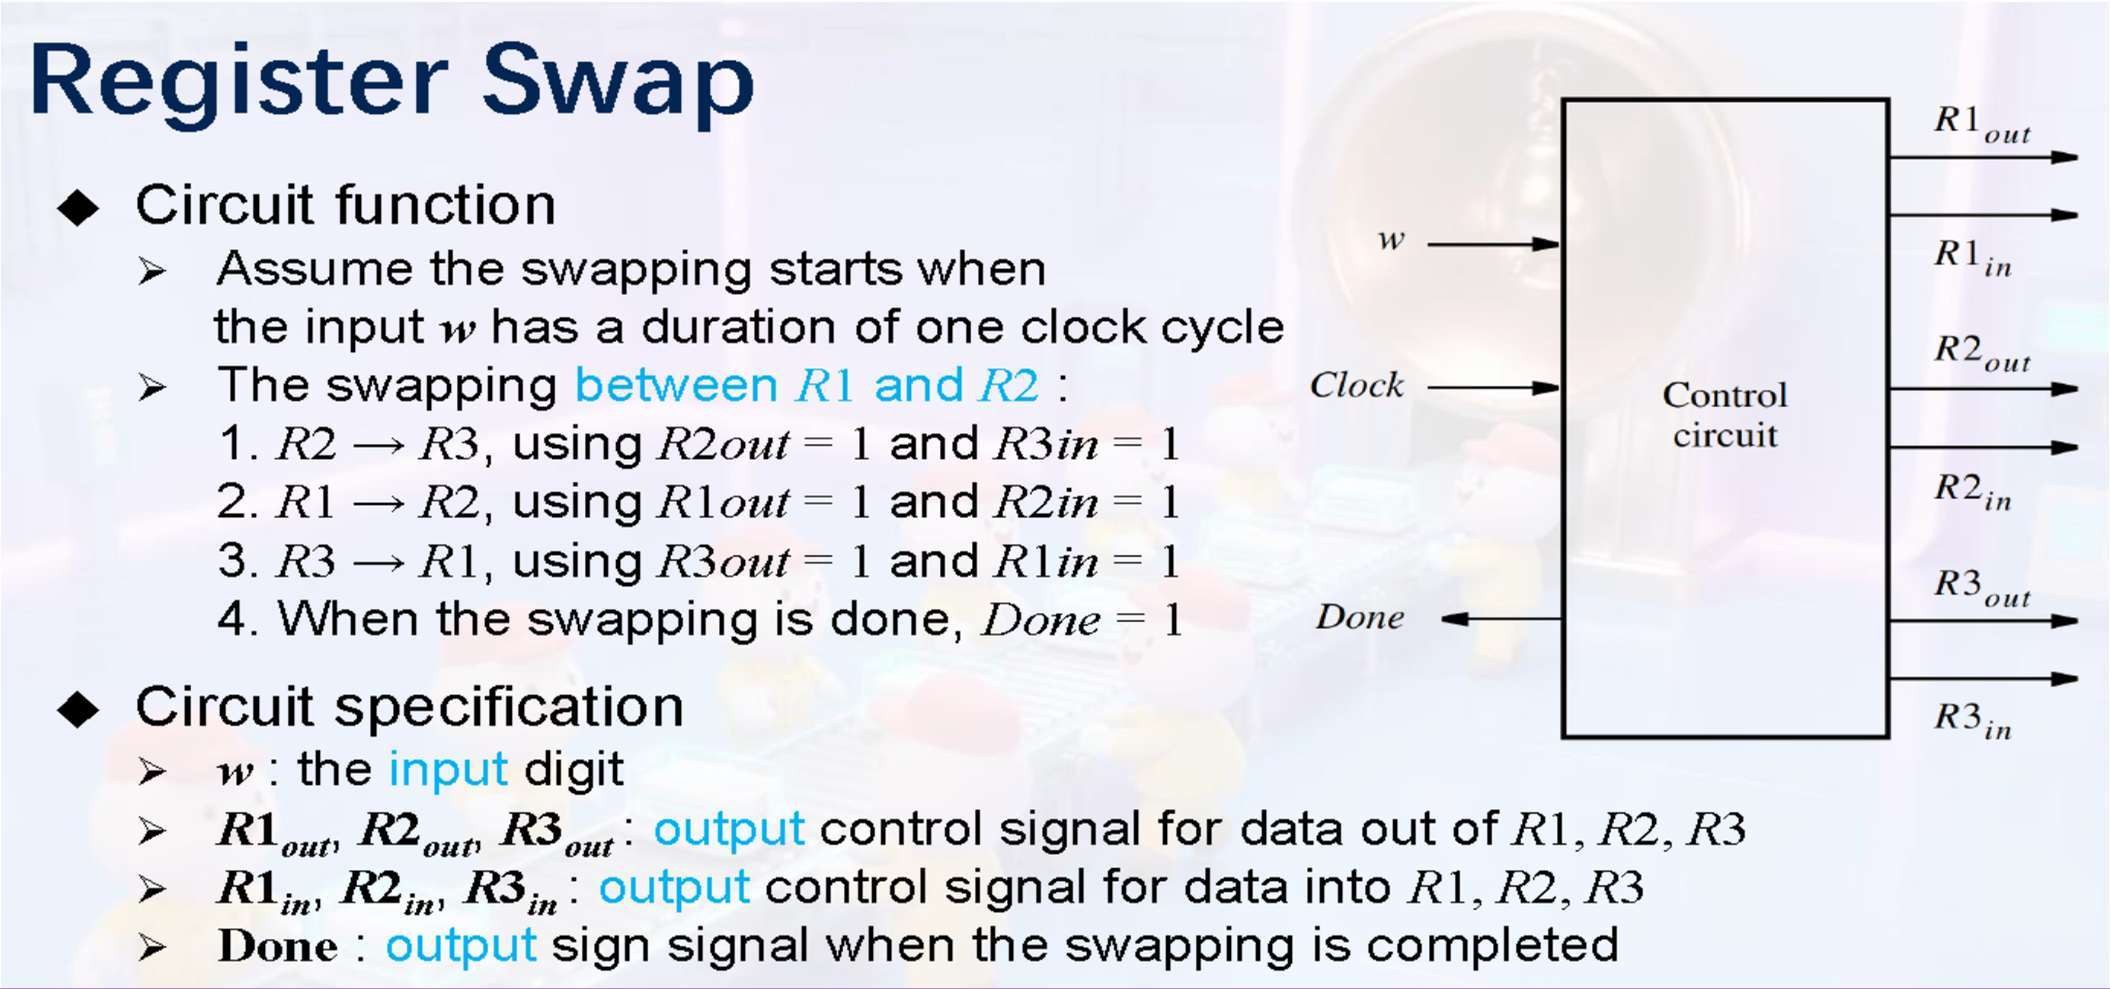 Register Swap
◆ Circuit function
➢ Assume the swapping starts when
the input w has a duration of one clock cycle
➢ The swapping between R1 and R2 :
1. R2 → R3, using R2out = 1 and R3in = 1
2. R1 → R2, using R1out = 1 and R2in = 1
3. R3 → R1, using R3out = 1 and R1in = 1
4. When the swapping is done, Done = 1
◆ Circuit specification
➢ w : the input digit
➢ R1out, R2out, R3out : output control signal for data out of R1, R2, R3
➢ R1in, R2in, R3in : output control signal for data into R1, R2, R3
➢ Done : output sign signal when the swapping is completed
w
Clock
Done
Control
circuit
R1out
R1in
R2out
R2in
R3out
R3in